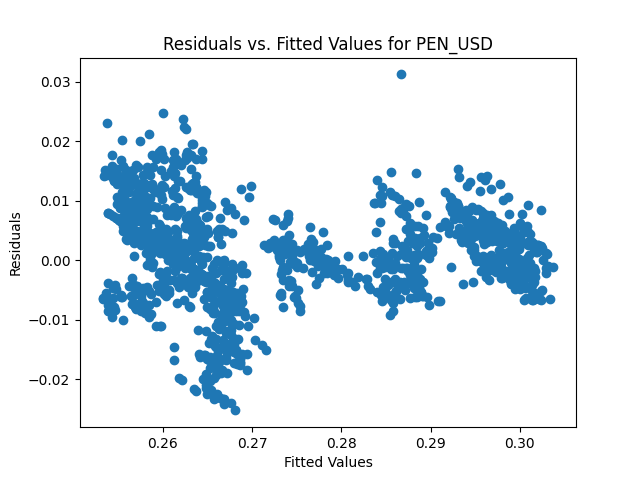 Residuals vs. Fitted Values for PEN_USD
0.03
0.02
0.01
0.00
−0.01
−0.02
Residuals
0.26 0.27 0.28 0.29 0.30
Fitted Values